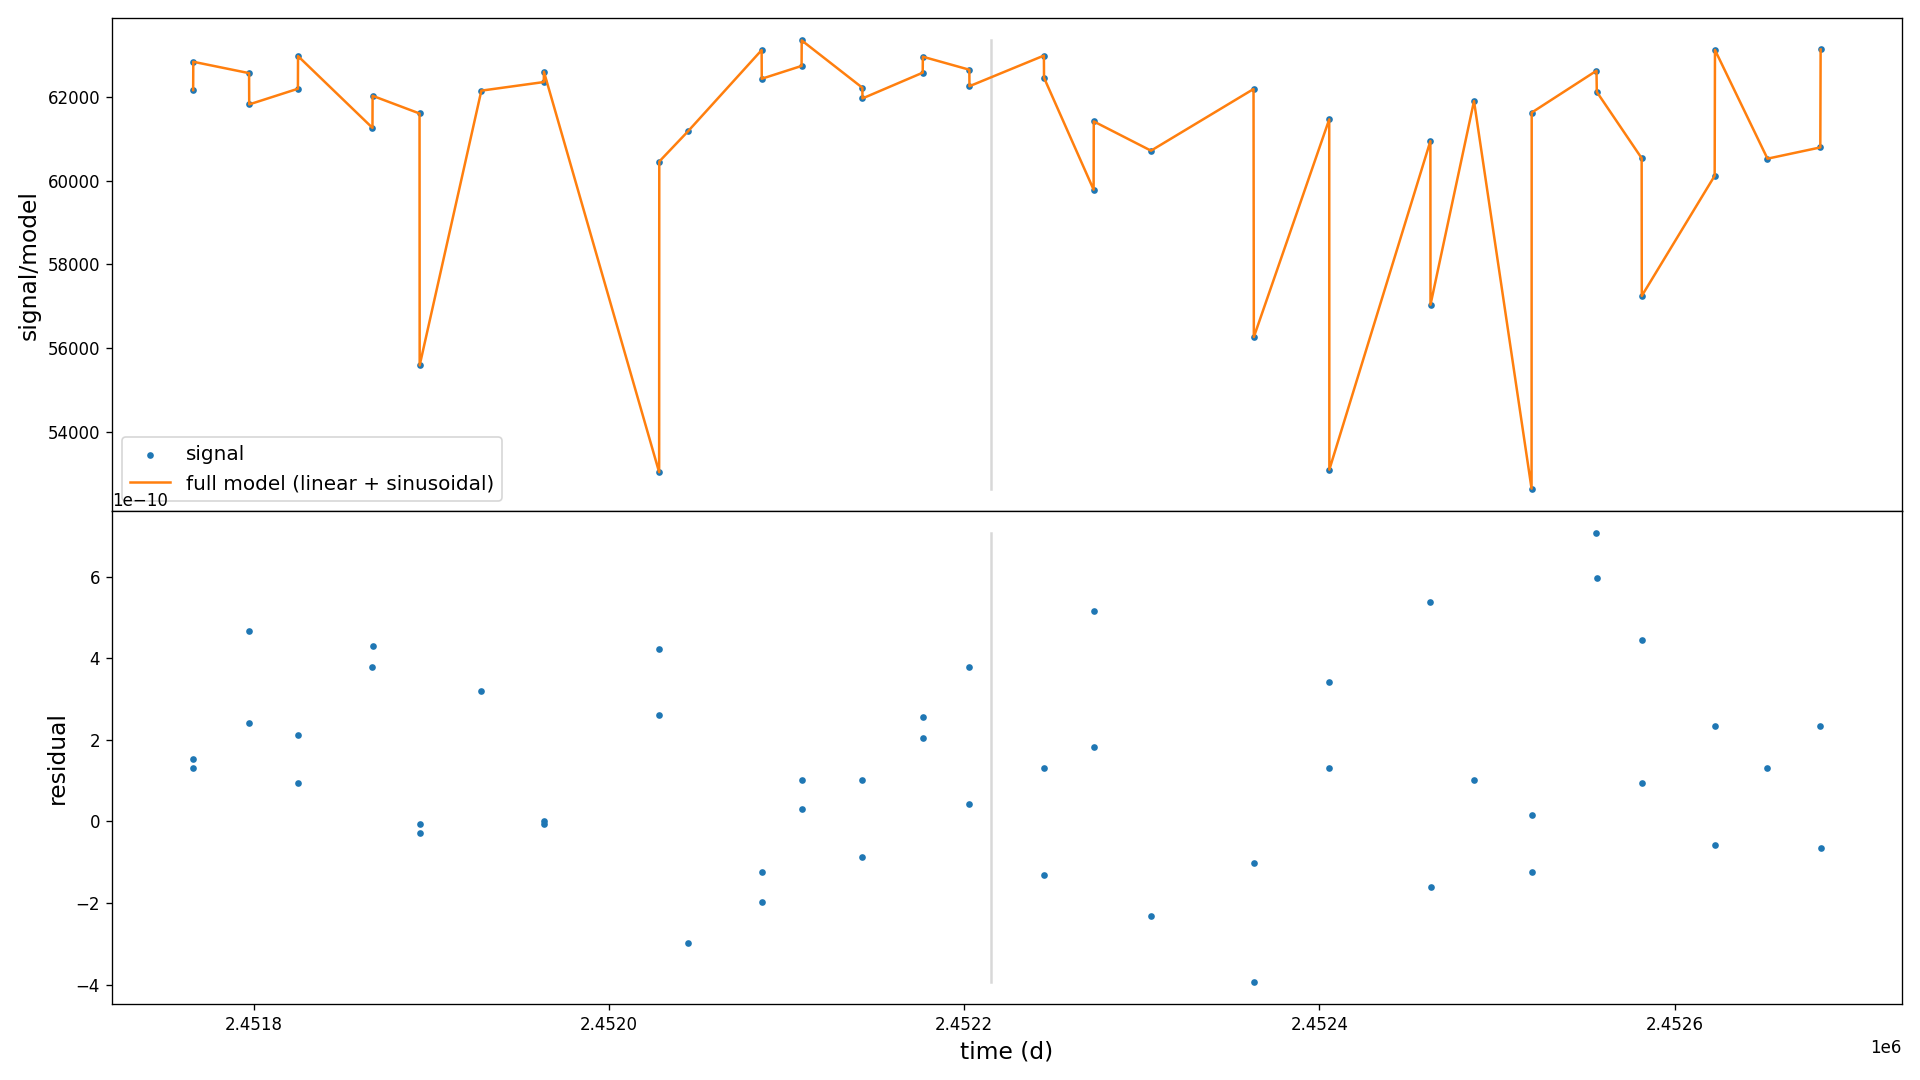 signal/model
62000
60000
58000
56000
54000
signal
full model (linear + sinusoidal)
1e−10
residual
6
4
2
0
−2
−4
2.4518 2.4520 2.4522 2.4524 2.4526
time (d)
1e6